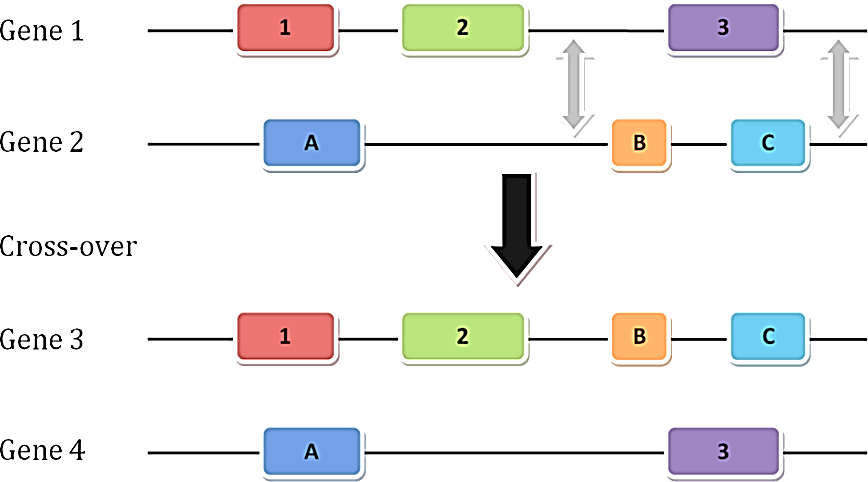 Gene 1 1 2 3
Gene 2 A B C
Cross-over
Gene 3 1 2 B C
Gene 4 A 3